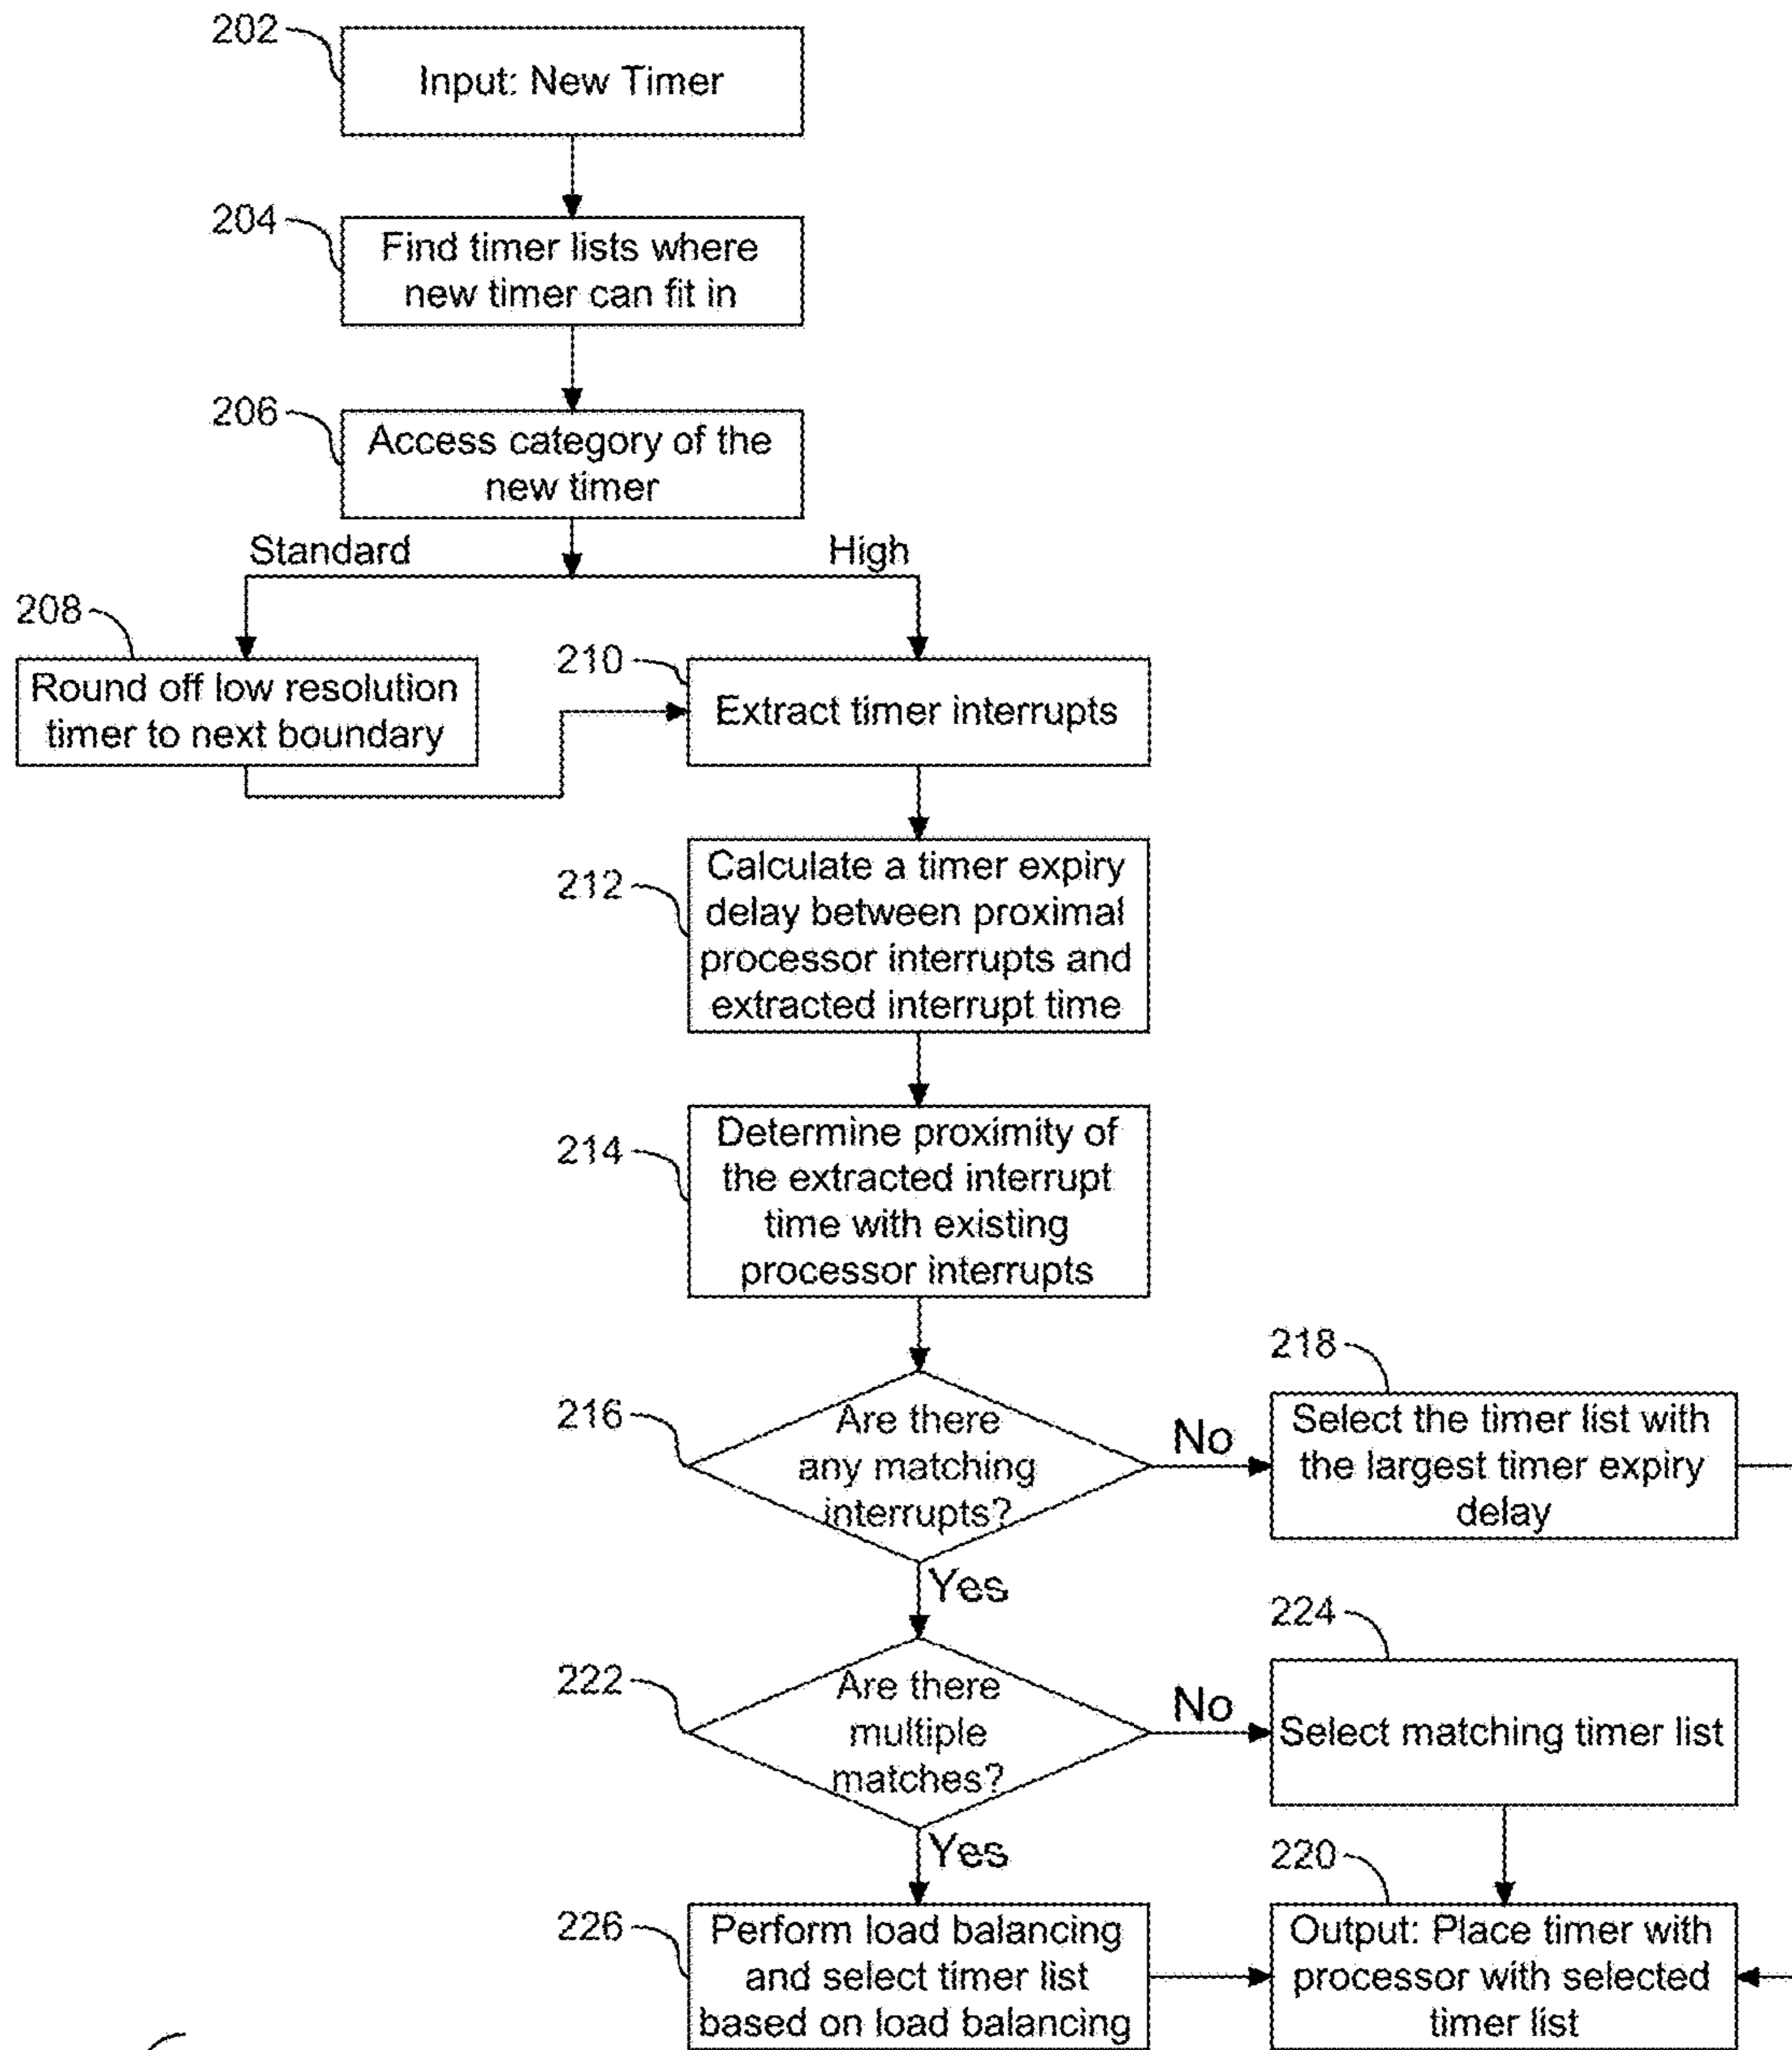 202
Input: New Timer
204
Find timer lists where
new timer can fit in
206
Access category of the
new timer
Standard
High
208
Round off low resolution
timer to next boundary
210
Extract timer interrupts
212
Calculate a timer expiry
delay between proximal
processor interrupts and
extracted interrupt time
214
Determine proximity of
the extracted interrupt
time with existing
processor interrupts
216
Are there
any matching
interrupts?
No
218
Select the timer list with
the largest timer expiry
delay
Yes
222
Are there
multiple
matches?
No
224
Select matching timer list
Yes
226
Perform load balancing
and select timer list
based on load balancing
220
Output: Place timer with
processor with selected
timer list